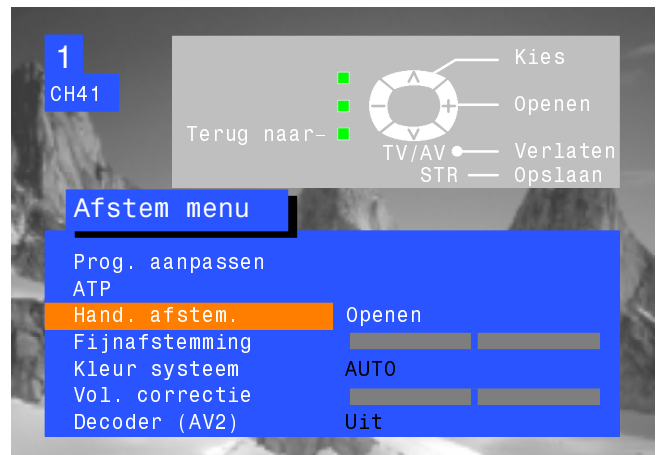 1
CH41
Kies
Openen
Terug naar-
TV/AV Verlaten
STR Opslaan
Afstem menu
Prog. aanpassen
ATP
Hand. afstem. Openen
Fijnafstemming
Kleur systeem AUTO
Vol. correctie
Decoder (AV2) Uit